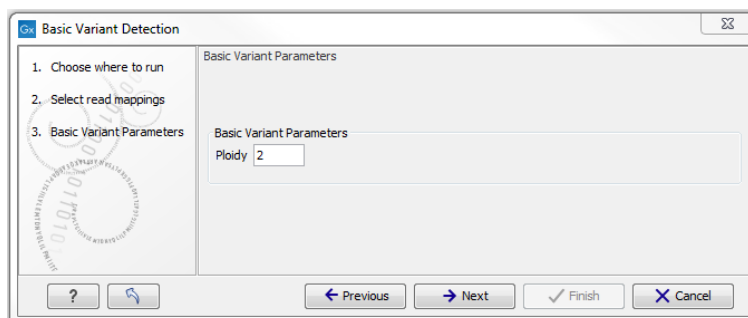 Gx Basic Variant Detection
1. Choose where to run
2. Select read mappings
3. Basic Variant Parameters
Basic Variant Parameters
Basic Variant Parameters
Ploidy 2
? Previous Next Finish Cancel